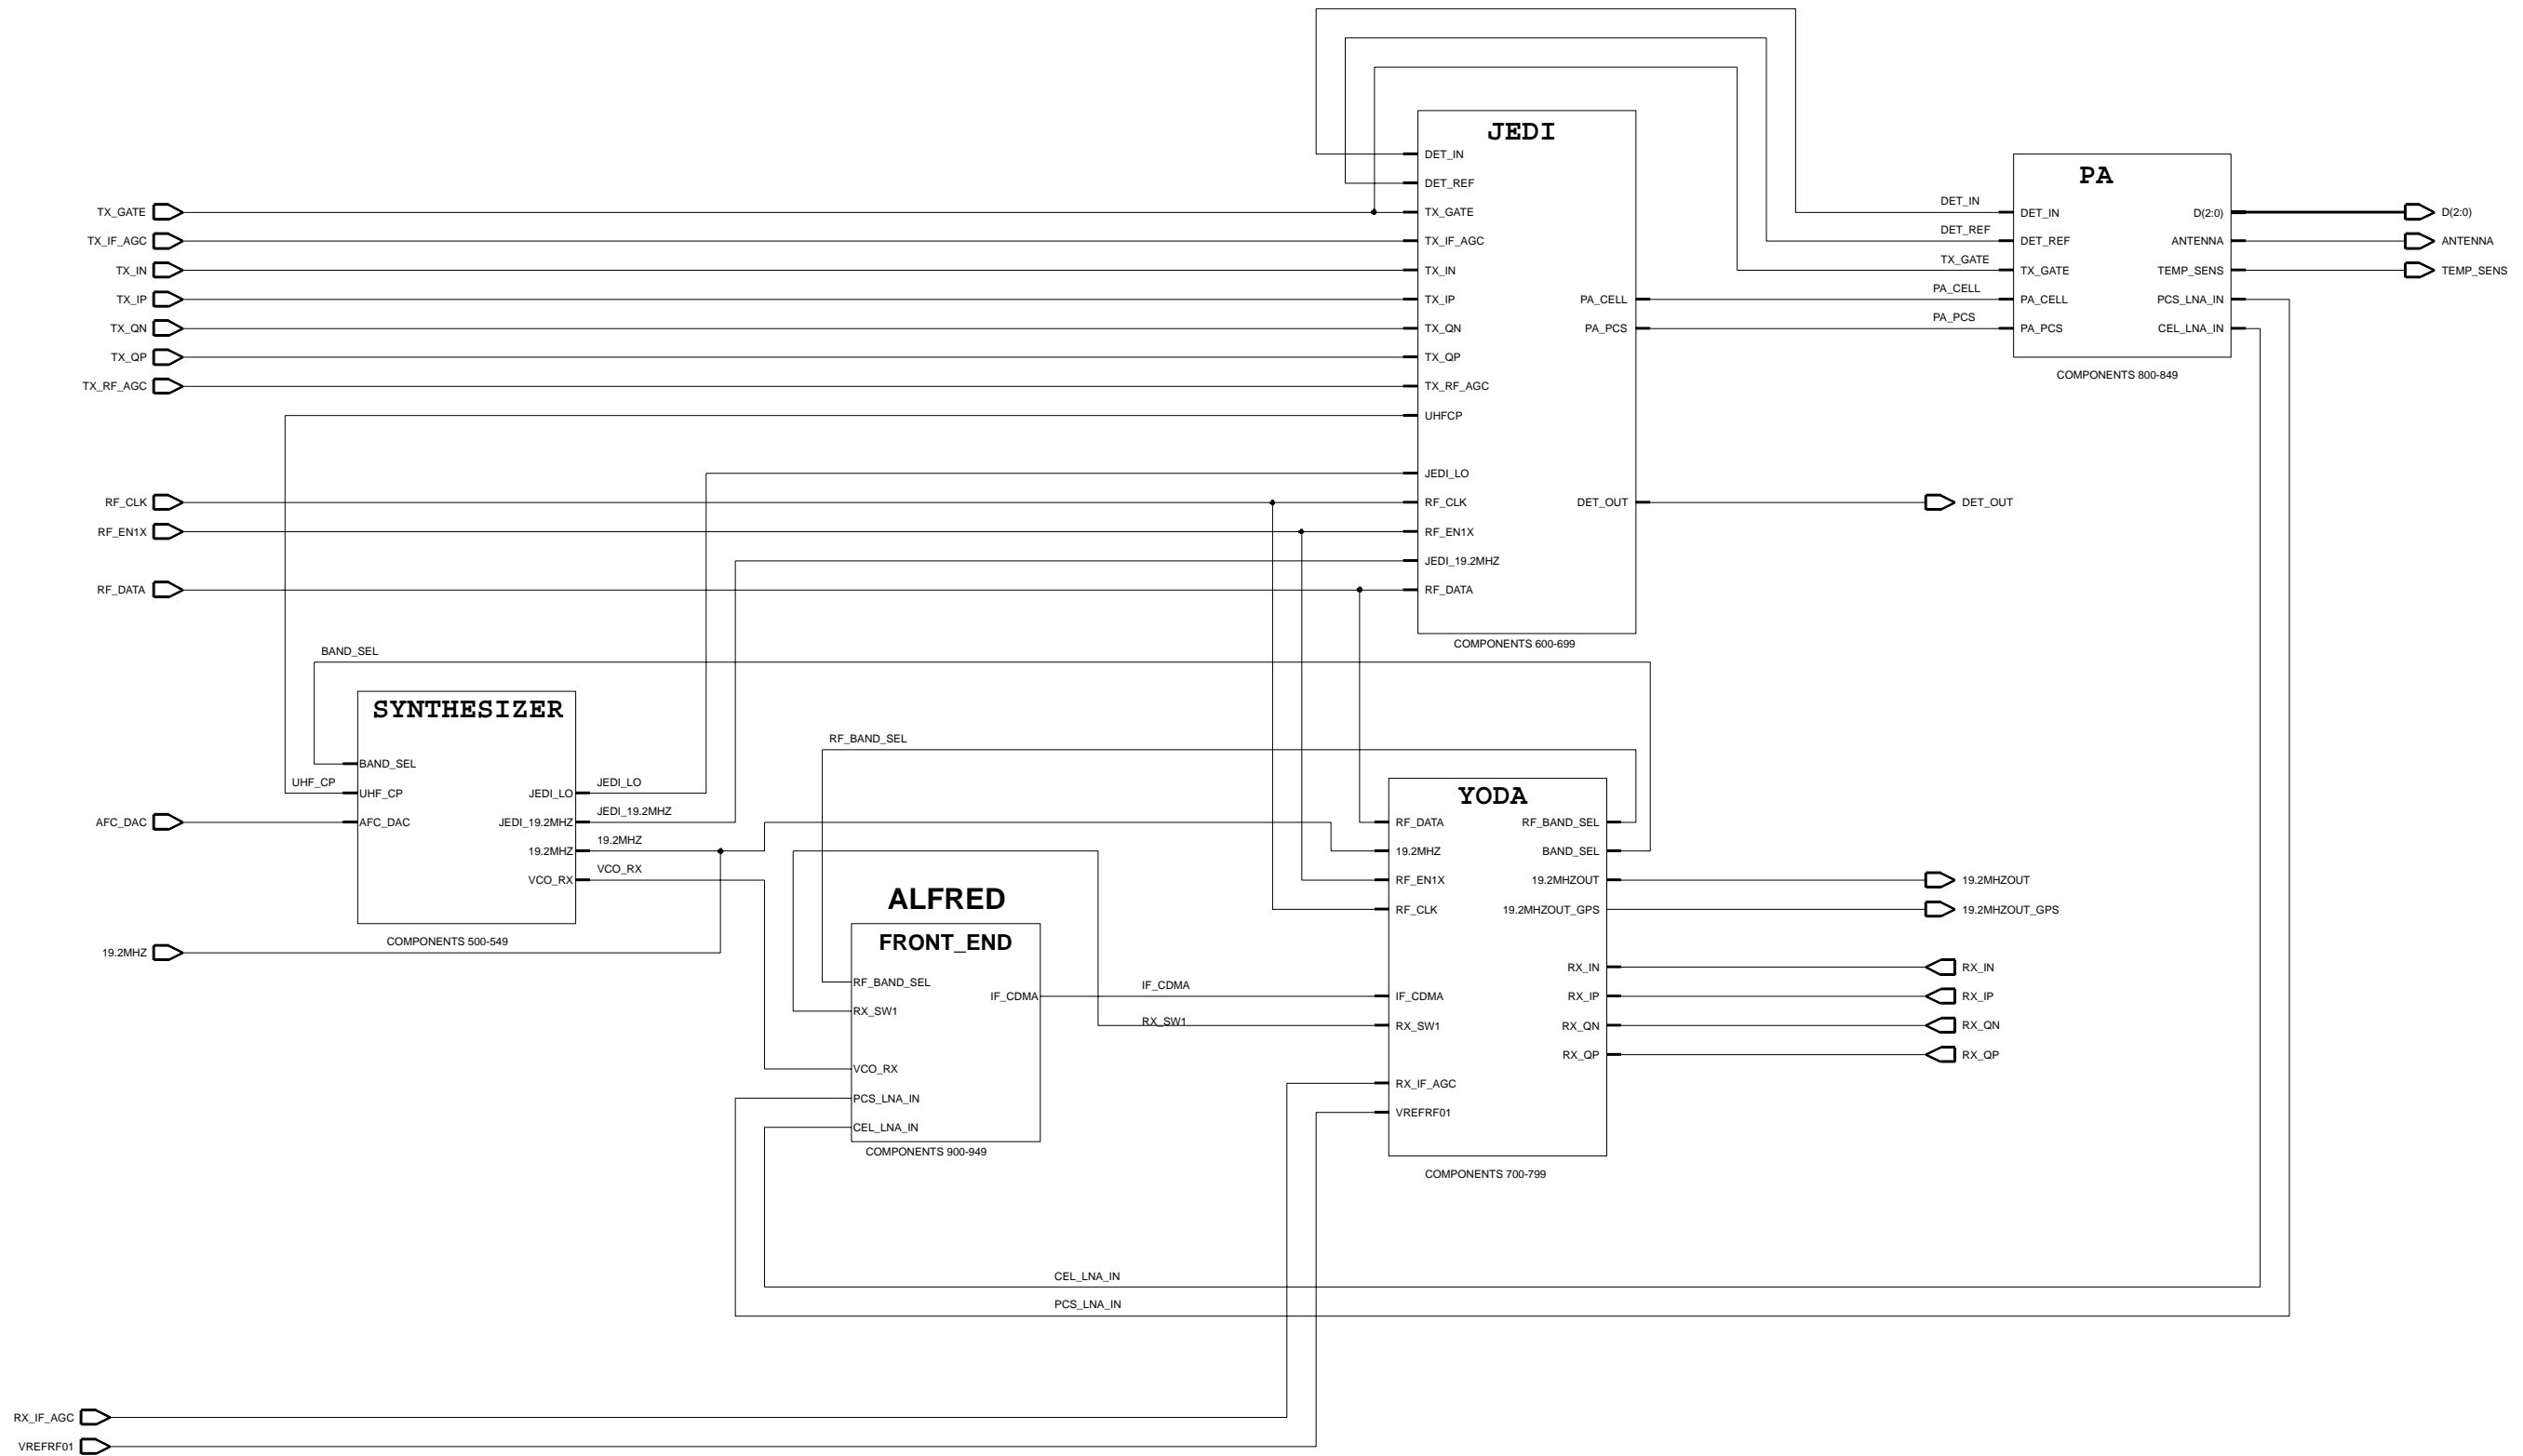 JEDI
DET_IN
DET_REF
TX_GATE
TX_IF_AGC
TX_IN
TX_IP
TX_QN
TX_QP
TX_RF_AGC
UHFCP
JEDI_LO
RF_CLK
RF_EN1X
JEDI_19.2MHZ
RF_DATA
PA_CELL
PA_PCS
DET_OUT
COMPONENTS 600-699
TX_GATE
TX_IF_AGC
TX_IN
TX_IP
TX_QN
TX_QP
TX_RF_AGC
RF_CLK
RF_EN1X
RF_DATA
DET_IN
DET_REF
TX_GATE
PA_CELL
PA_PCS
PA
DET_IN
DET_REF
TX_GATE
PA_CELL
PA_PCS
D(2:0)
ANTENNA
TEMP_SENS
PCS_LNA_IN
CEL_LNA_IN
COMPONENTS 800-849
D(2:0)
ANTENNA
TEMP_SENS
DET_OUT
BAND_SEL
SYNTHESIZER
BAND_SEL
UHF_CP
UHF_CP
AFC_DAC
AFC_DAC
JEDI_LO
JEDI_19.2MHZ
19.2MHZ
VCO_RX
JEDI_LO
JEDI_19.2MHZ
19.2MHZ
VCO_RX
COMPONENTS 500-549
19.2MHZ
RF_BAND_SEL
ALFRED
FRONT_END
RF_BAND_SEL
RX_SW1
VCO_RX
PCS_LNA_IN
CEL_LNA_IN
IF_CDMA
COMPONENTS 900-949
IF_CDMA
RX_SW1
YODA
RF_DATA
19.2MHZ
RF_EN1X
RF_CLK
IF_CDMA
RX_SW1
RX_IF_AGC
VREFRF01
RF_BAND_SEL
BAND_SEL
19.2MHZOUT
19.2MHZOUT_GPS
RX_IN
RX_IP
RX_QN
RX_QP
COMPONENTS 700-799
19.2MHZOUT
19.2MHZOUT_GPS
RX_IN
RX_IP
RX_QN
RX_QP
CEL_LNA_IN
PCS_LNA_IN
RX_IF_AGC
VREFRF01